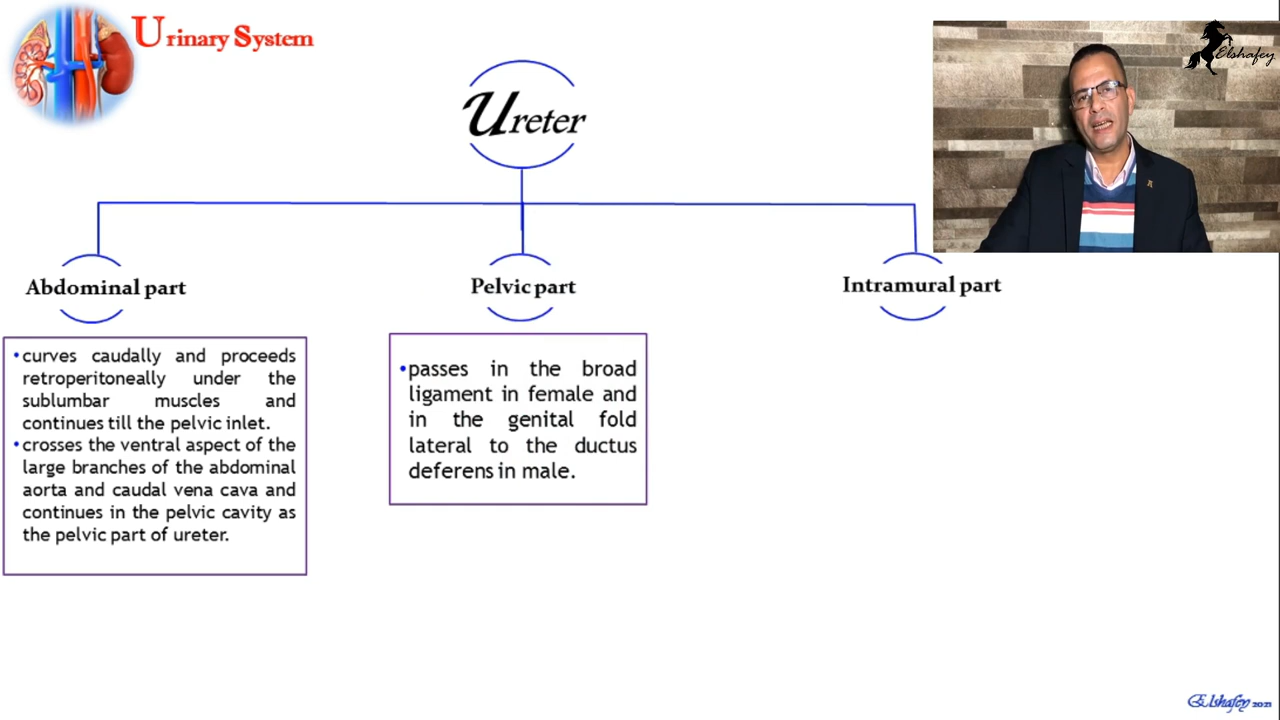 Urinary System
Elshafey
Ureter
Abdominal part
Pelvic part
Intramural part
•curves caudally and proceeds
retroperitoneally under the
sublumbar muscles and
continues till the pelvic inlet.
•crosses the ventral aspect of the
large branches of the abdominal
aorta and caudal vena cava and
continues in the pelvic cavity as
the pelvic part of ureter.
•passes in the broad
ligament in female and
in the genital fold
lateral to the ductus
deferens in male.
Elshafey 2021